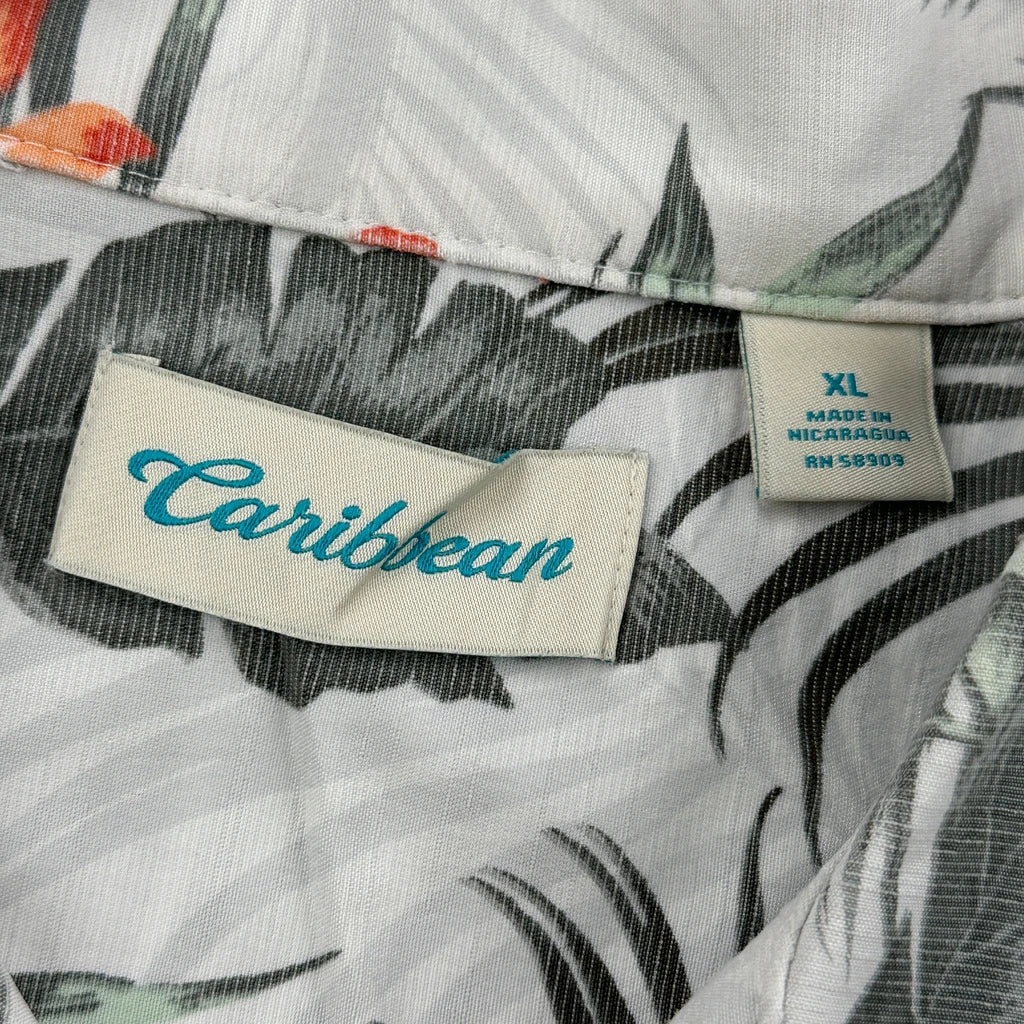 Caribbean
XL
MADE IN
NICARAGUA
RN 58909